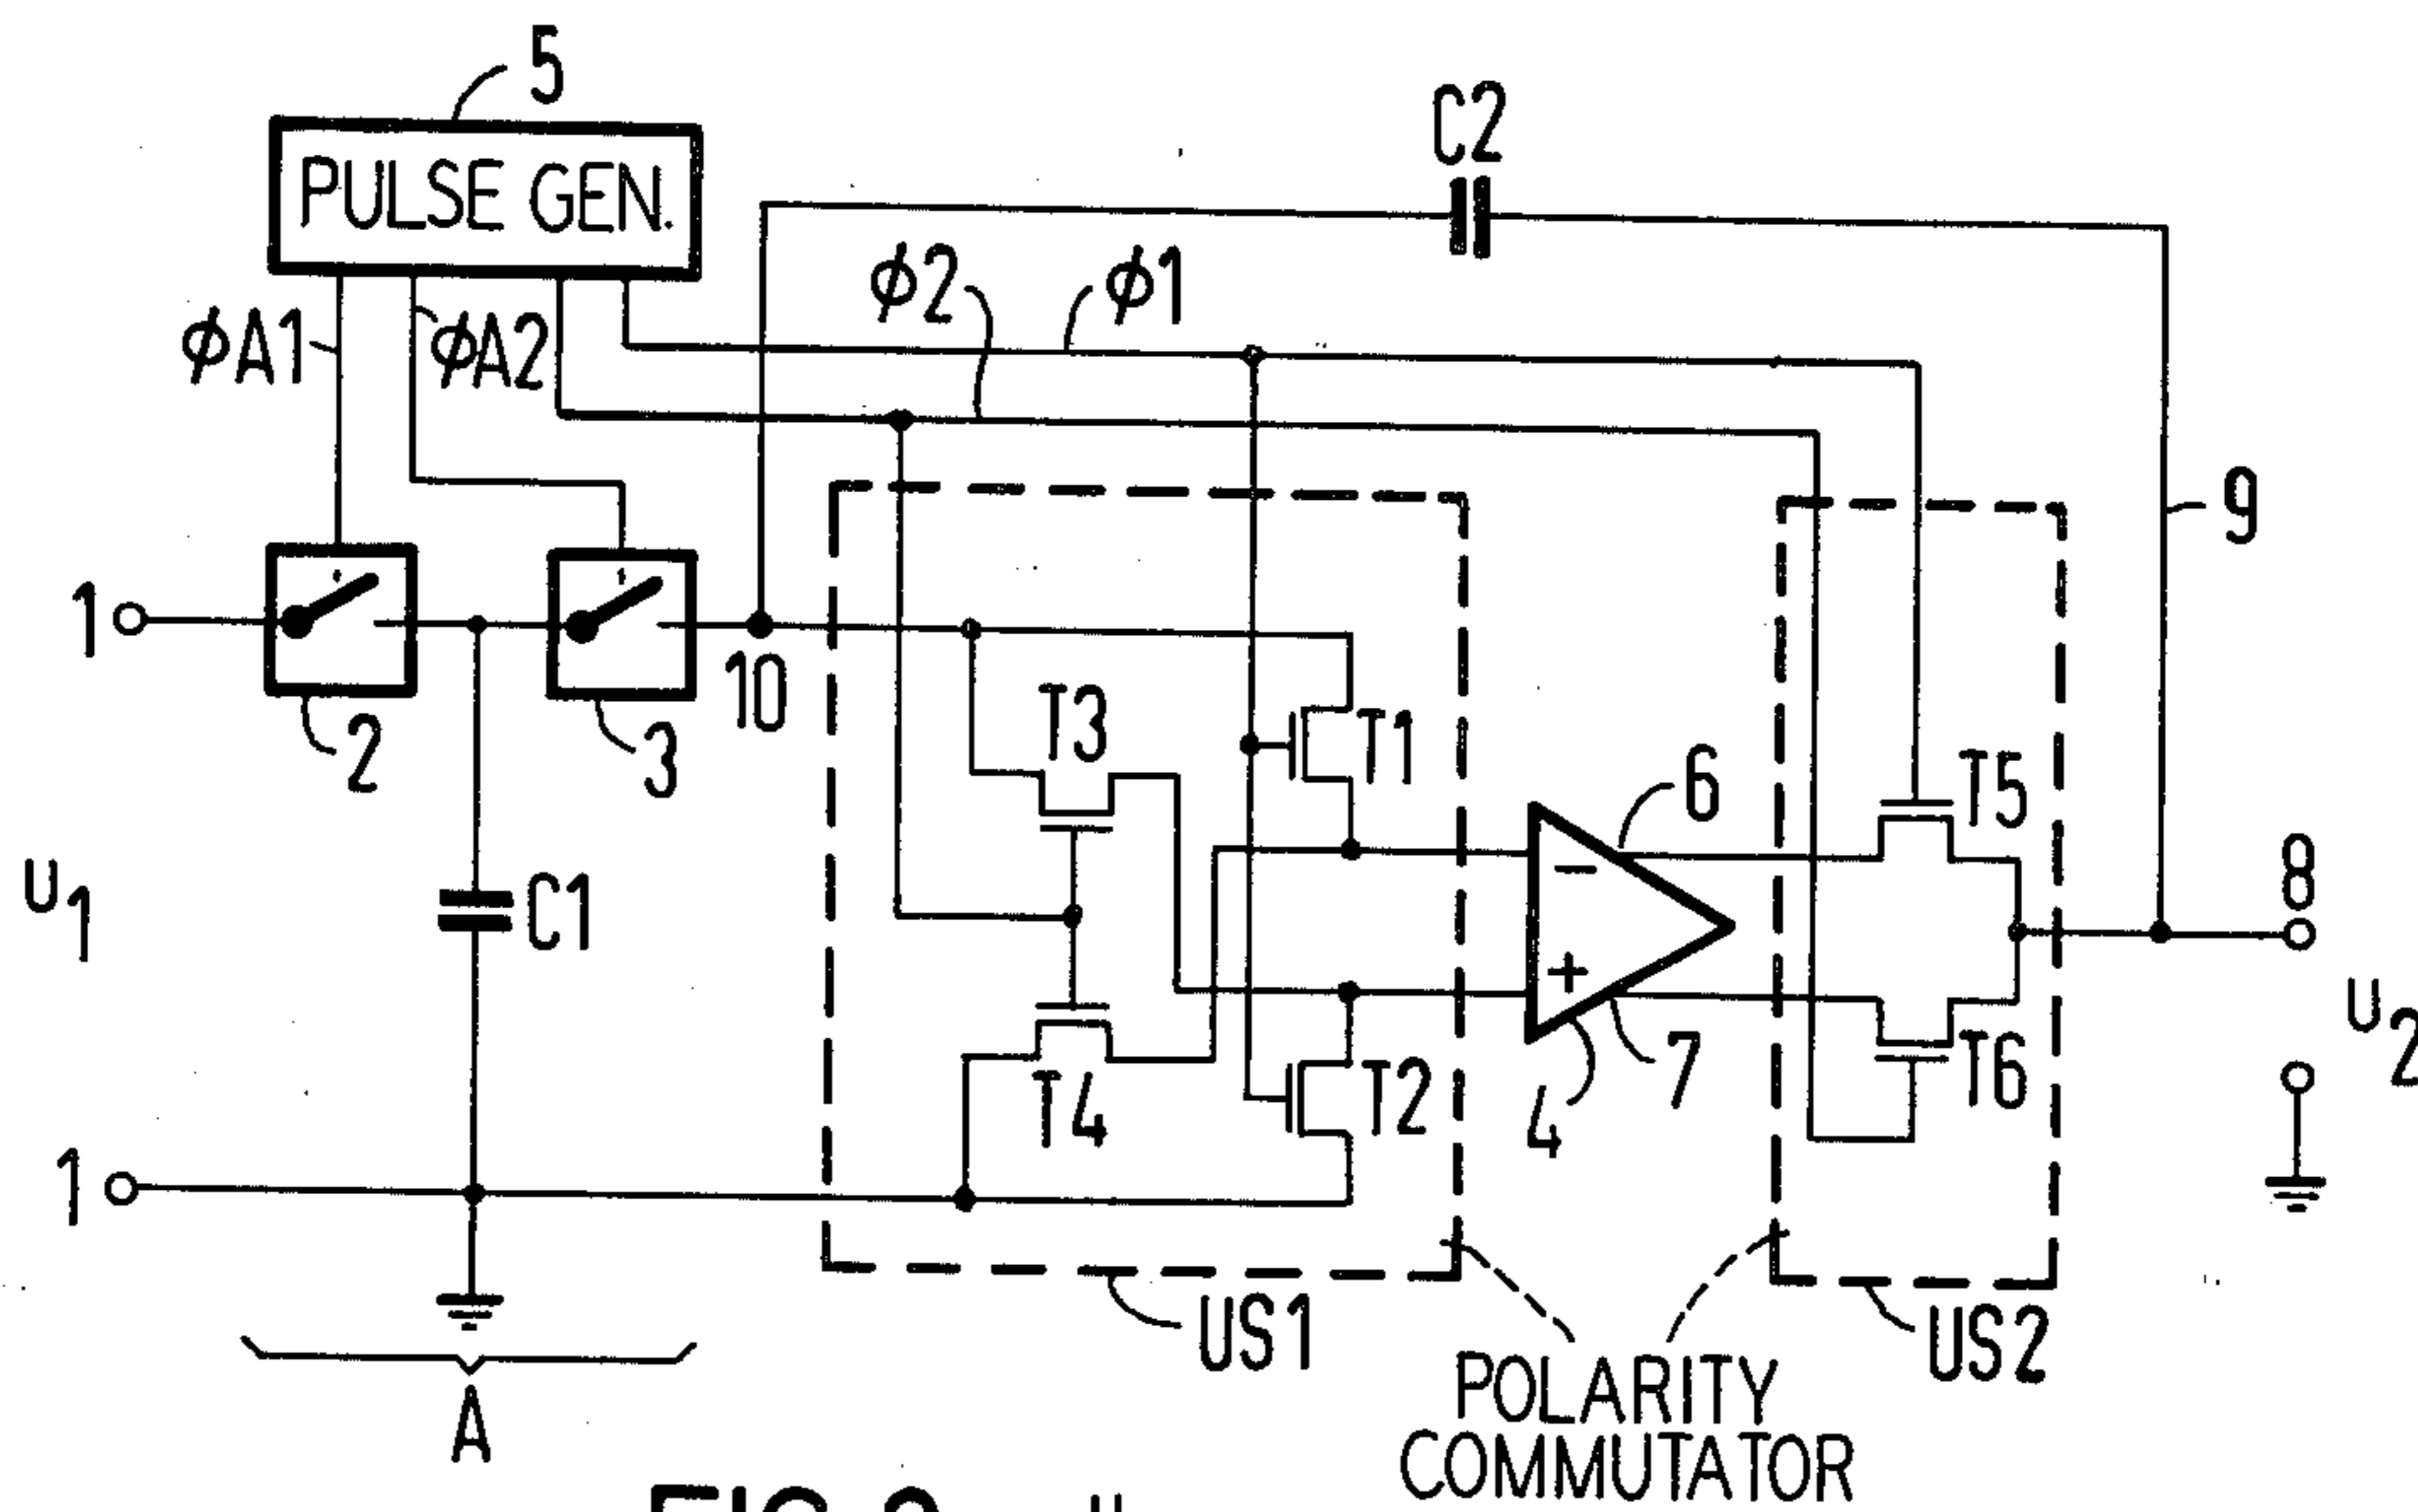 5
PULSE GEN.
C2
ϕA1
ϕA2
ϕ2
ϕ1
9
1
2
3
10
T3
T1
6
T5
8
U1
C1
−
+
T4
T2
4
7
T6
U2
1
A
US1
US2
POLARITY
COMMUTATOR